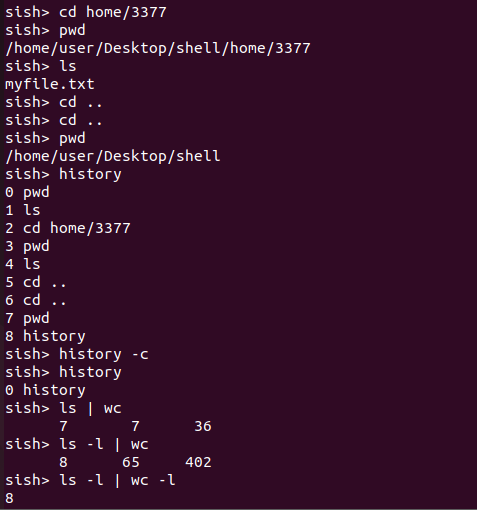 sish> cd home/3377
sish> pwd
/home/user/Desktop/shell/home/3377
sish> ls
myfile.txt
sish> cd ..
sish> cd ..
sish> pwd
/home/user/Desktop/shell
sish> history
0 pwd
1 ls
2 cd home/3377
3 pwd
4 ls
5 cd ..
6 cd ..
7 pwd
8 history
sish> history -c
sish> history
0 history
sish> ls | wc
      7       7      36
sish> ls -l | wc
      8      65     402
sish> ls -l | wc -l
8